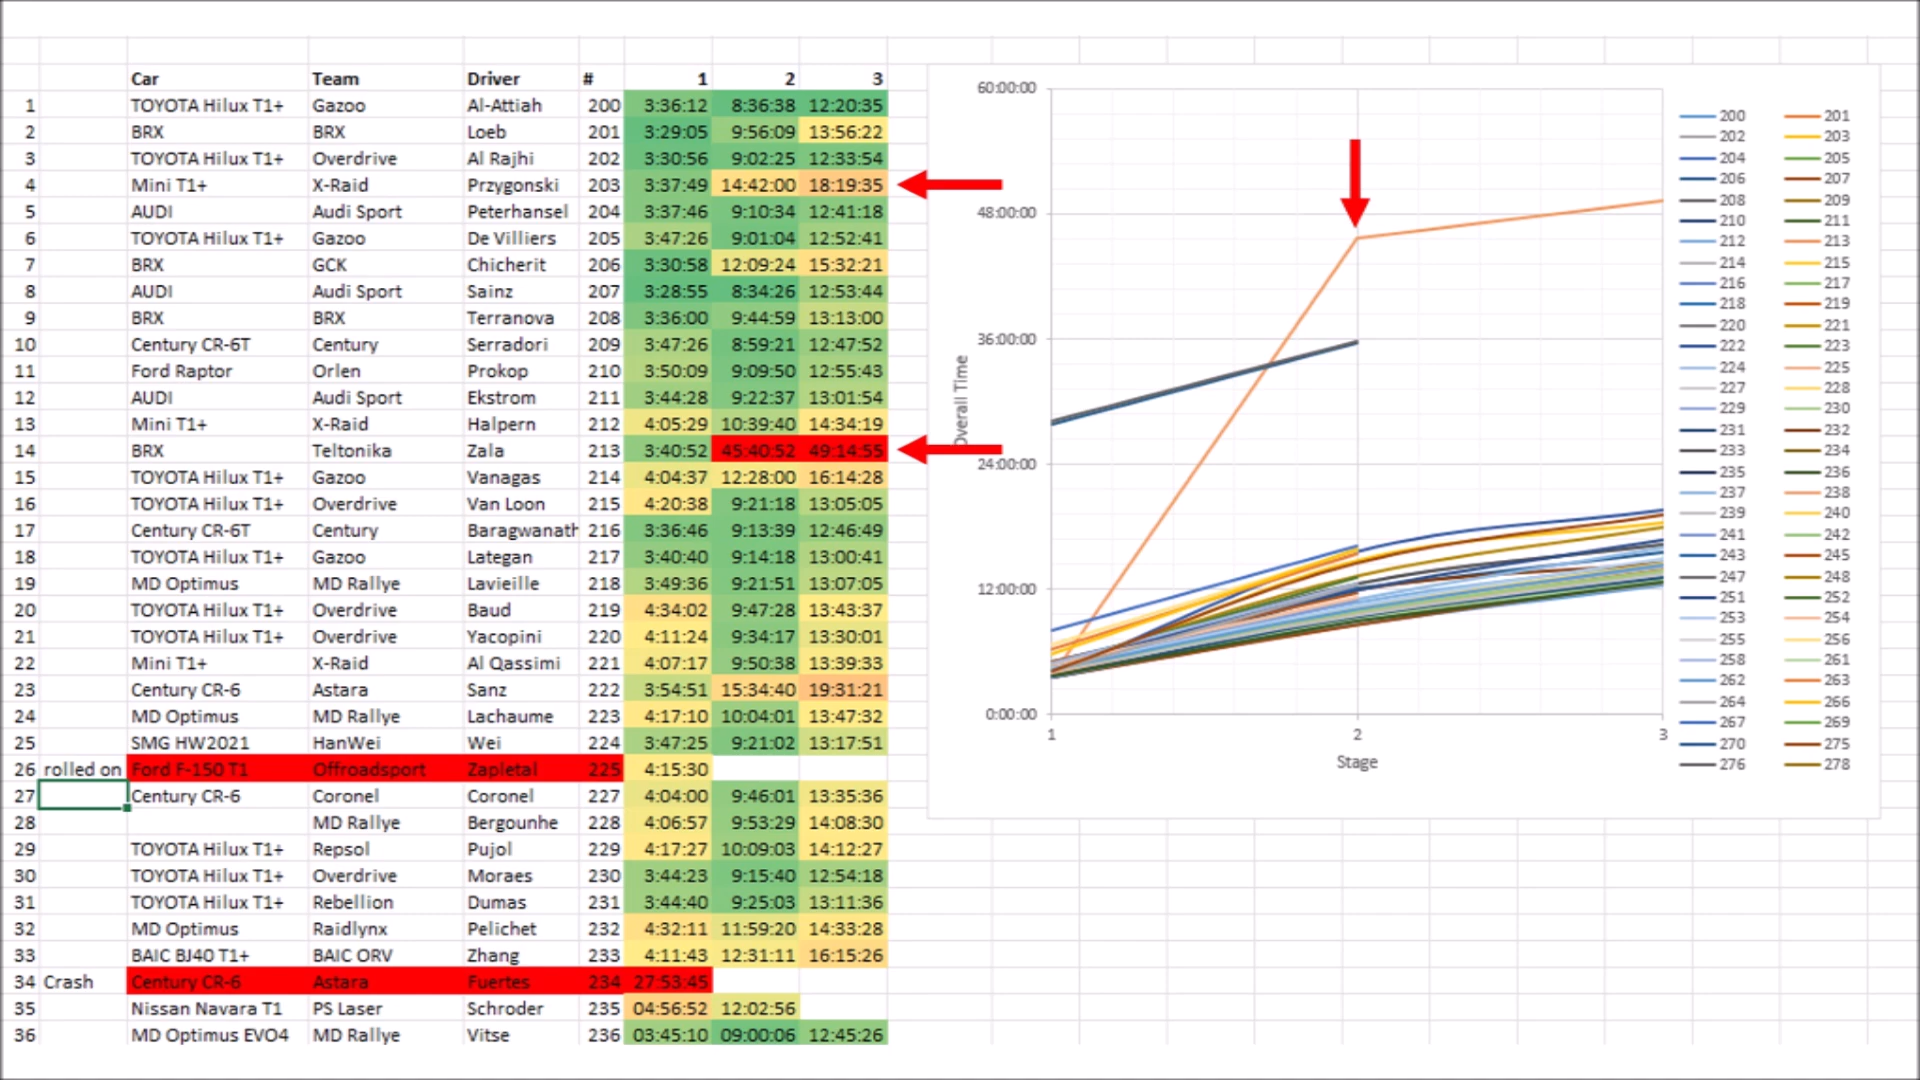 Car Team Driver # 1 2 3
1 TOYOTA Hilux T1+ Gazoo Al-Attiah 200 3:36:12 8:36:38 12:20:35
2 BRX BRX Loeb 201 3:29:05 9:56:09 13:56:22
3 TOYOTA Hilux T1+ Overdrive Al Rajhi 202 3:30:56 9:02:25 12:33:54
4 Mini T1+ X-Raid Przygonski 203 3:37:49 14:42:00 18:19:35
5 AUDI Audi Sport Peterhansel 204 3:37:46 9:10:34 12:41:18
6 TOYOTA Hilux T1+ Gazoo De Villiers 205 3:47:26 9:01:04 12:52:41
7 BRX GCK Chicherit 206 3:30:58 12:09:24 15:32:21
8 AUDI Audi Sport Sainz 207 3:28:55 8:34:26 12:53:44
9 BRX BRX Terranova 208 3:36:00 9:44:59 13:13:00
10 Century CR-6T Century Serradori 209 3:47:26 8:59:21 12:47:52
11 Ford Raptor Orlen Prokop 210 3:50:09 9:09:50 12:55:43
12 AUDI Audi Sport Ekstrom 211 3:44:28 9:22:37 13:01:54
13 Mini T1+ X-Raid Halpern 212 4:05:29 10:39:40 14:34:19
14 BRX Teltonika Zala 213 3:40:52 45:40:52 49:14:55
15 TOYOTA Hilux T1+ Gazoo Vanagas 214 4:04:37 12:28:00 16:14:28
16 TOYOTA Hilux T1+ Overdrive Van Loon 215 4:20:38 9:21:18 13:05:05
17 Century CR-6T Century Baragwanath 216 3:36:46 9:13:39 12:46:49
18 TOYOTA Hilux T1+ Gazoo Lategan 217 3:40:40 9:14:18 13:00:41
19 MD Optimus MD Rallye Lavieille 218 3:49:36 9:21:51 13:07:05
20 TOYOTA Hilux T1+ Overdrive Baud 219 4:34:02 9:47:28 13:43:37
21 TOYOTA Hilux T1+ Overdrive Yacopini 220 4:11:24 9:34:17 13:30:01
22 Mini T1+ X-Raid Al Qassimi 221 4:07:17 9:50:38 13:39:33
23 Century CR-6 Astara Sanz 222 3:54:51 15:34:40 19:31:21
24 MD Optimus MD Rallye Lachaume 223 4:17:10 10:04:01 13:47:32
25 SMG HW2021 HanWei Wei 224 3:47:25 9:21:02 13:17:51
26 rolled on Ford F-150 T1 Offroadsport Zapletal 225 4:15:30
27 Century CR-6 Coronel Coronel 227 4:04:00 9:46:01 13:35:36
28 MD Rallye Bergounhe 228 4:06:57 9:53:29 14:08:30
29 TOYOTA Hilux T1+ Repsol Pujol 229 4:17:27 10:09:03 14:12:27
30 TOYOTA Hilux T1+ Overdrive Moraes 230 3:44:23 9:15:40 12:54:18
31 TOYOTA Hilux T1+ Rebellion Dumas 231 3:44:40 9:25:03 13:11:36
32 MD Optimus Raidlynx Pelichet 232 4:32:11 11:59:20 14:33:28
33 BAIC BJ40 T1+ BAIC ORV Zhang 233 4:11:43 12:31:11 16:15:26
34 Crash Century CR-6 Astara Fuertes 234 27:53:45
35 Nissan Navara T1 PS Laser Schroder 235 04:56:52 12:02:56
36 MD Optimus EVO4 MD Rallye Vitse 236 03:45:10 09:00:06 12:45:26
60:00:00
48:00:00
36:00:00
24:00:00
12:00:00
0:00:00
Overall Time
1 2 3
Stage
200 201
202 203
204 205
206 207
208 209
210 211
212 213
214 215
216 217
218 219
220 221
222 223
224 225
227 228
229 230
231 232
233 234
235 236
237 238
239 240
241 242
243 245
247 248
251 252
253 254
255 256
258 261
262 263
264 266
267 269
270 275
276 278